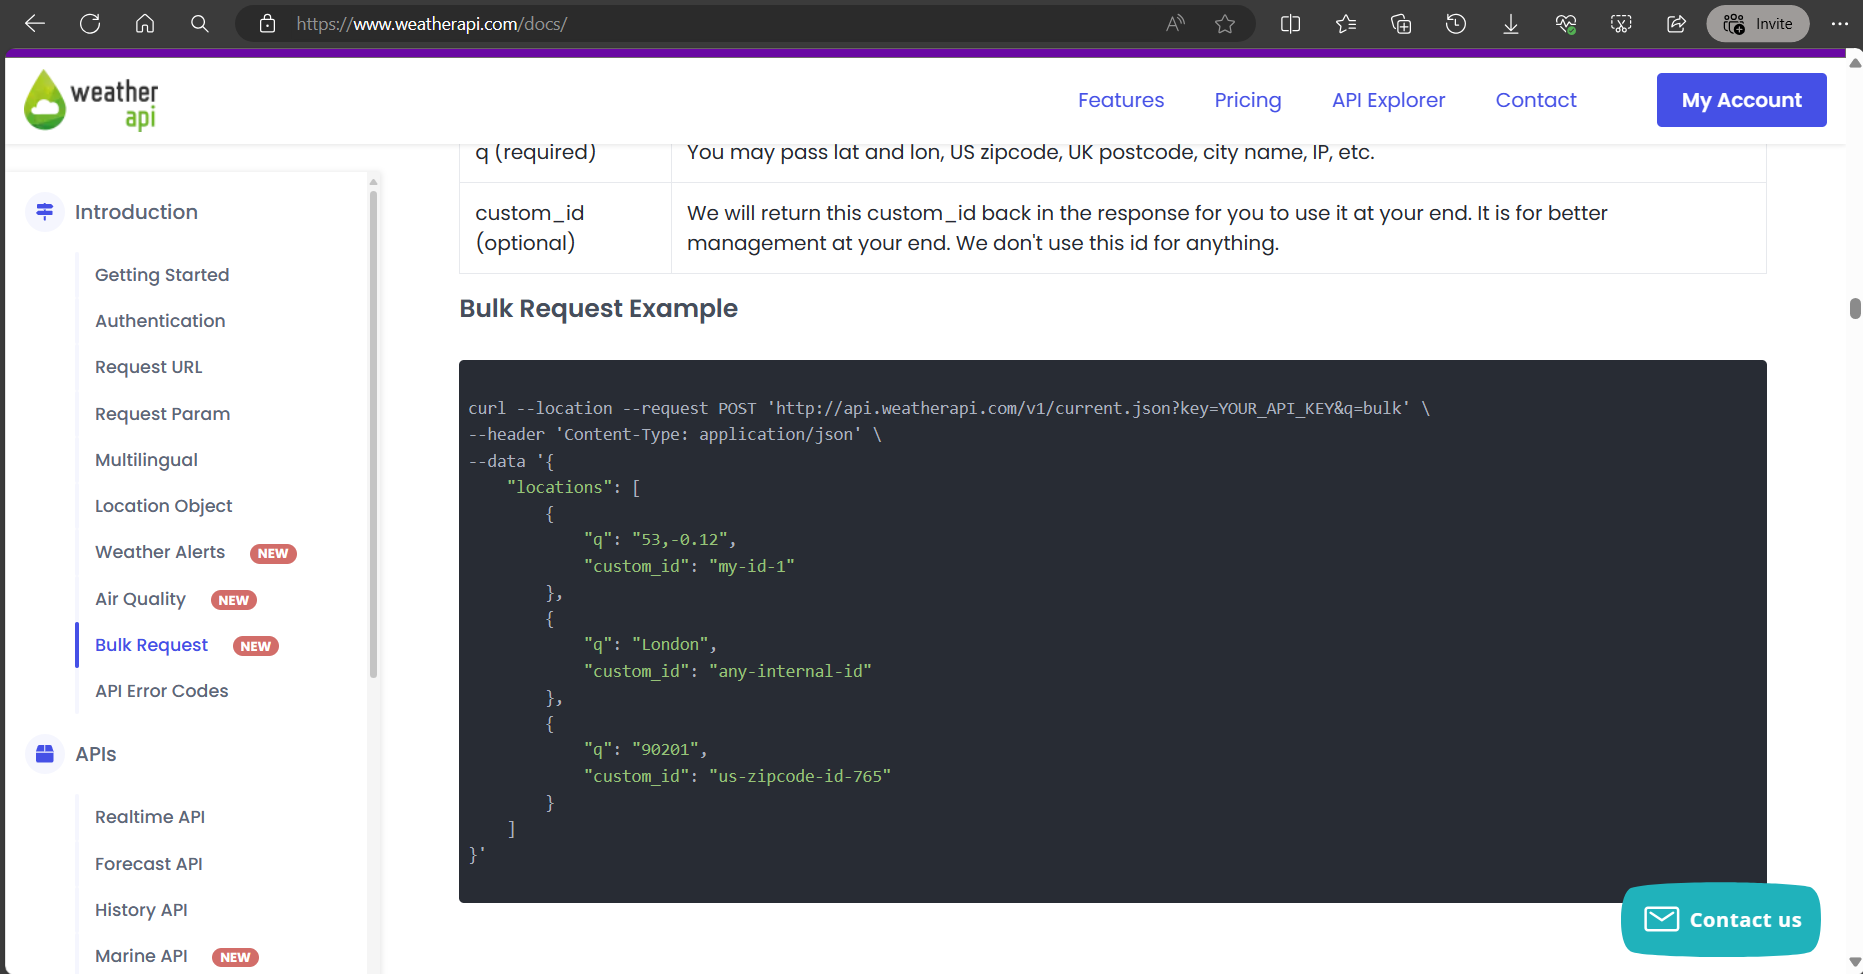 https://www.weatherapi.com/docs/
Invite
weather
api
Features Pricing API Explorer Contact My Account
Introduction
Getting Started
Authentication
Request URL
Request Param
Multilingual
Location Object
Weather Alerts NEW
Air Quality NEW
Bulk Request NEW
API Error Codes
APIs
Realtime API
Forecast API
History API
Marine API NEW
q (required) You may pass lat and lon, US zipcode, UK postcode, city name, IP, etc.
custom_id We will return this custom_id back in the response for you to use it at your end. It is for better
(optional) management at your end. We don't use this id for anything.
Bulk Request Example
curl --location --request POST 'http://api.weatherapi.com/v1/current.json?key=YOUR_API_KEY&q=bulk' \
--header 'Content-Type: application/json' \
--data '{
    "locations": [
        {
            "q": "53,-0.12",
            "custom_id": "my-id-1"
        },
        {
            "q": "London",
            "custom_id": "any-internal-id"
        },
        {
            "q": "90201",
            "custom_id": "us-zipcode-id-765"
        }
    ]
}'
Contact us